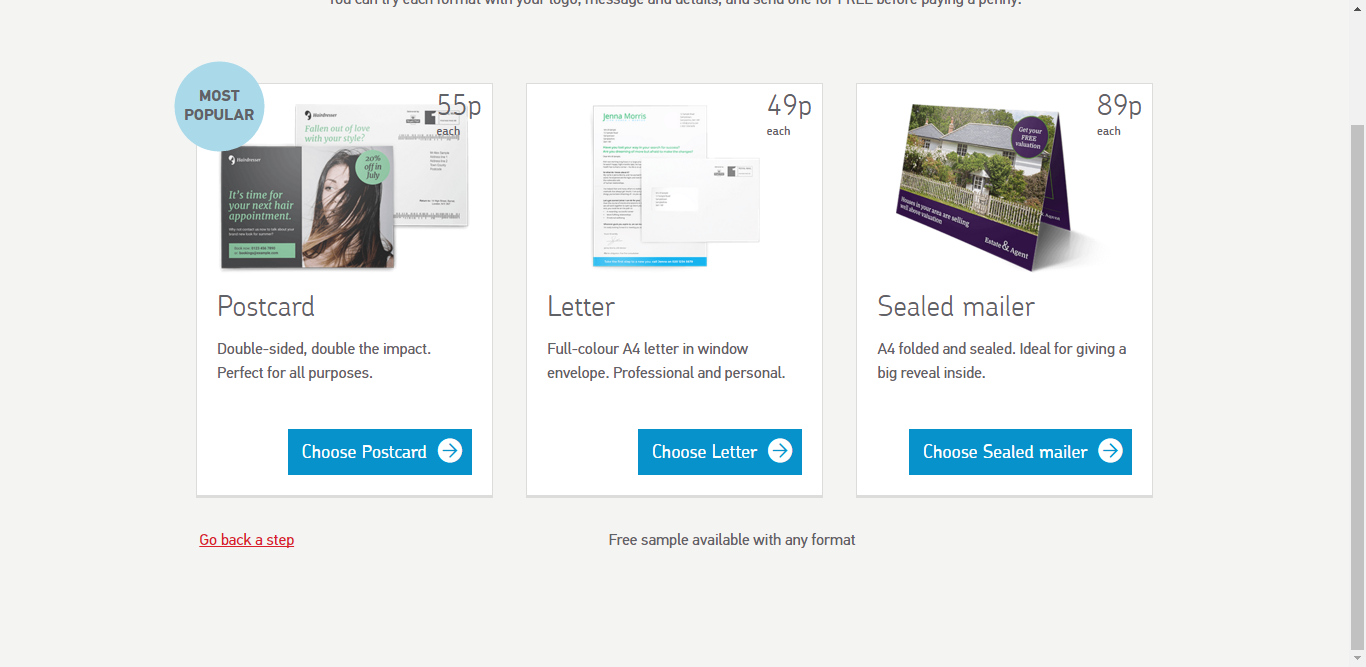 You can try each format with your logo, message and details, and send one for FREE before paying a penny.
MOST
POPULAR
55p
each
HairDresser
Fallen out of love
with your style?
HairDresser
20%
off in
July
It's time for
your next hair
appointment.
Postcard
Double-sided, double the impact.
Perfect for all purposes.
Choose Postcard
49p
each
Jenna Morris
Letter
Full-colour A4 letter in window
envelope. Professional and personal.
Choose Letter
89p
each
Get your
FREE
valuation
Homes in your area are selling
well above valuation
Estate & Agent
Sealed mailer
A4 folded and sealed. Ideal for giving a
big reveal inside.
Choose Sealed mailer
Go back a step
Free sample available with any format